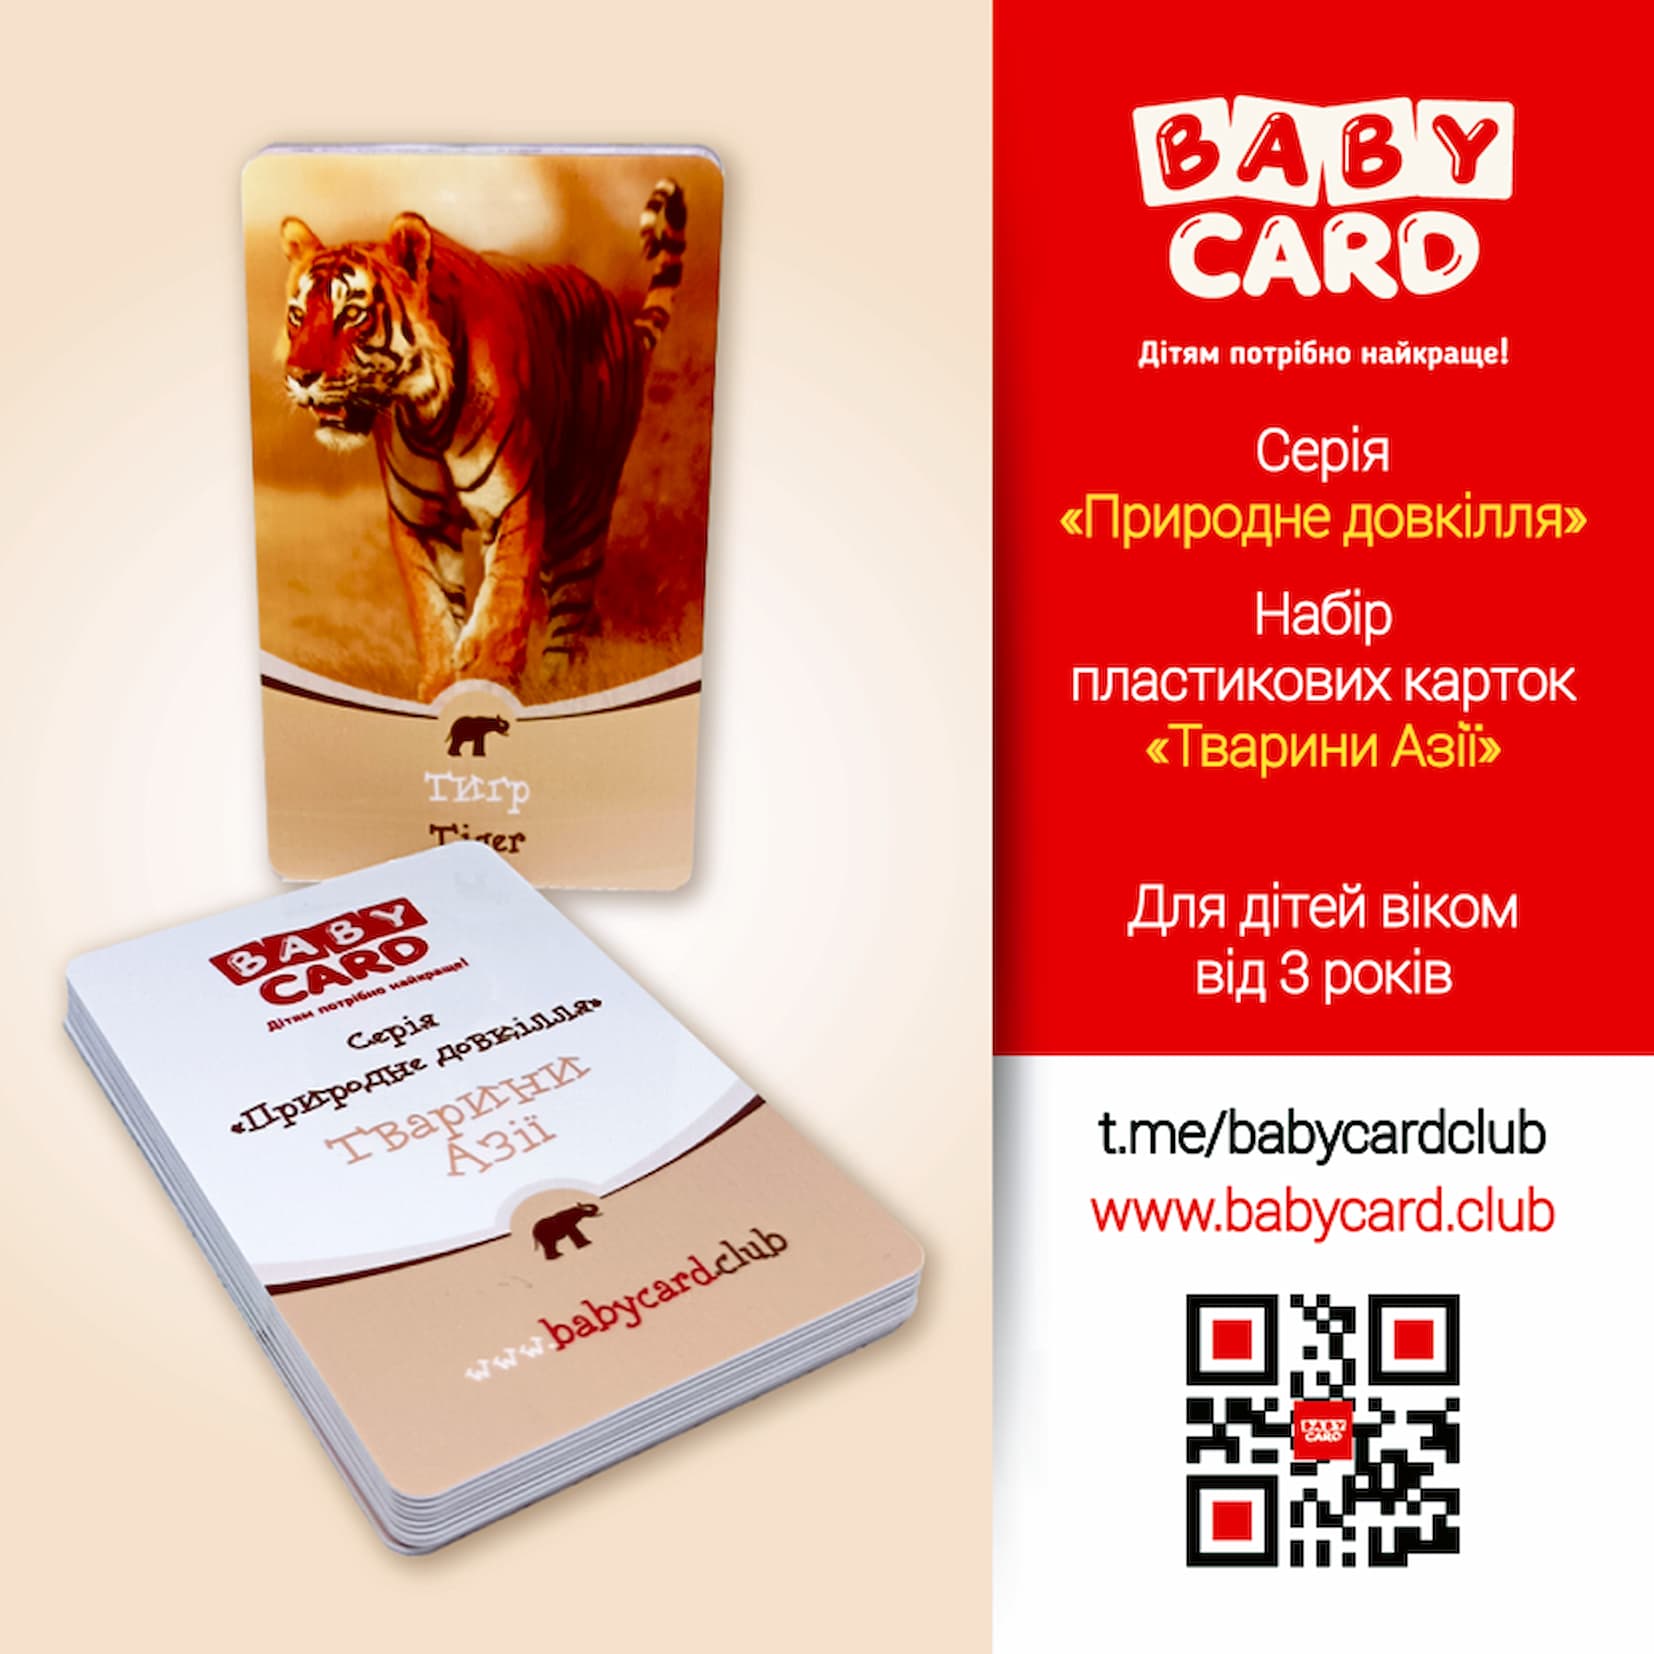 Тигр
Tiger
BABY
CARD
Дітям потрібно найкраще!
Серія
«Природне довкілля»
Тварини
Азії
www.babycard.club
BABY
CARD
Дітям потрібно найкраще!
Серія
«Природне довкілля»
Набір
пластикових карток
«Тварини Азії»
Для дітей віком
від 3 років
t.me/babycardclub
www.babycard.club
BABY
CARD